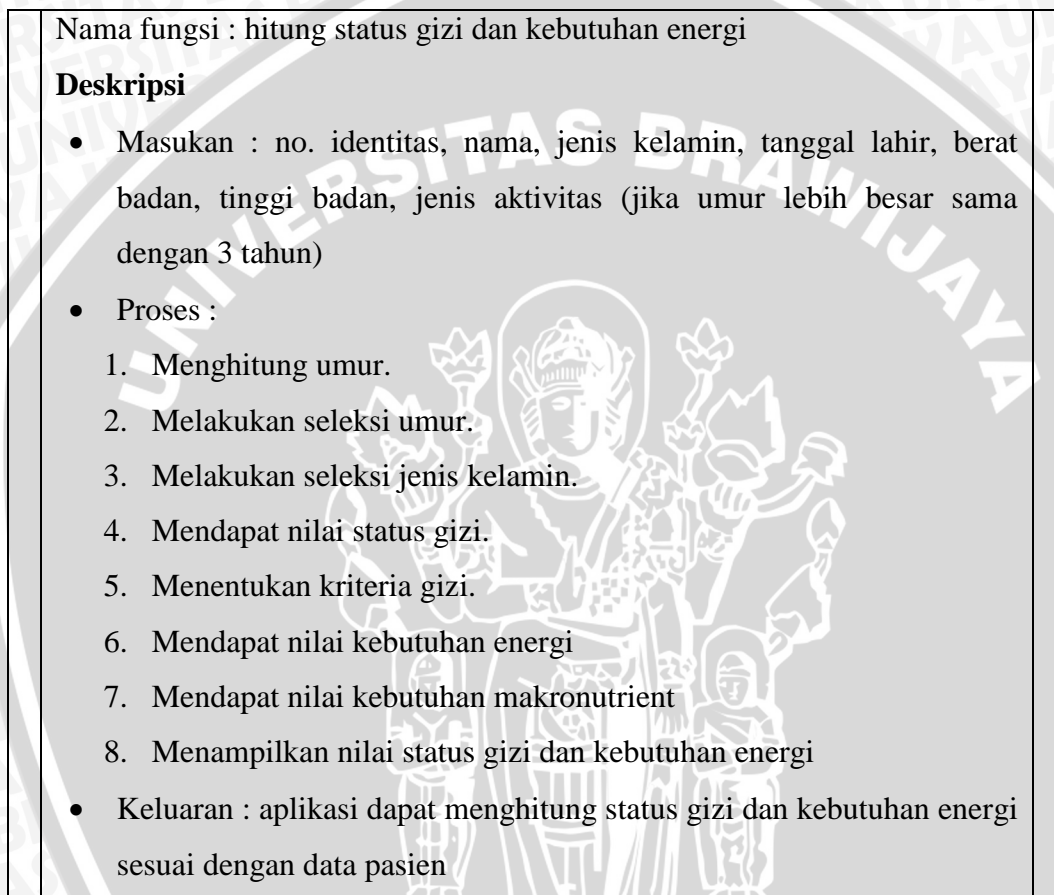 Nama fungsi : hitung status gizi dan kebutuhan energi
Deskripsi
• Masukan : no. identitas, nama, jenis kelamin, tanggal lahir, berat
badan, tinggi badan, jenis aktivitas (jika umur lebih besar sama
dengan 3 tahun)
• Proses :
1. Menghitung umur.
2. Melakukan seleksi umur.
3. Melakukan seleksi jenis kelamin.
4. Mendapat nilai status gizi.
5. Menentukan kriteria gizi.
6. Mendapat nilai kebutuhan energi
7. Mendapat nilai kebutuhan makronutrient
8. Menampilkan nilai status gizi dan kebutuhan energi
• Keluaran : aplikasi dapat menghitung status gizi dan kebutuhan energi
sesuai dengan data pasien
UNIVERSITAS BRAWIJAYA